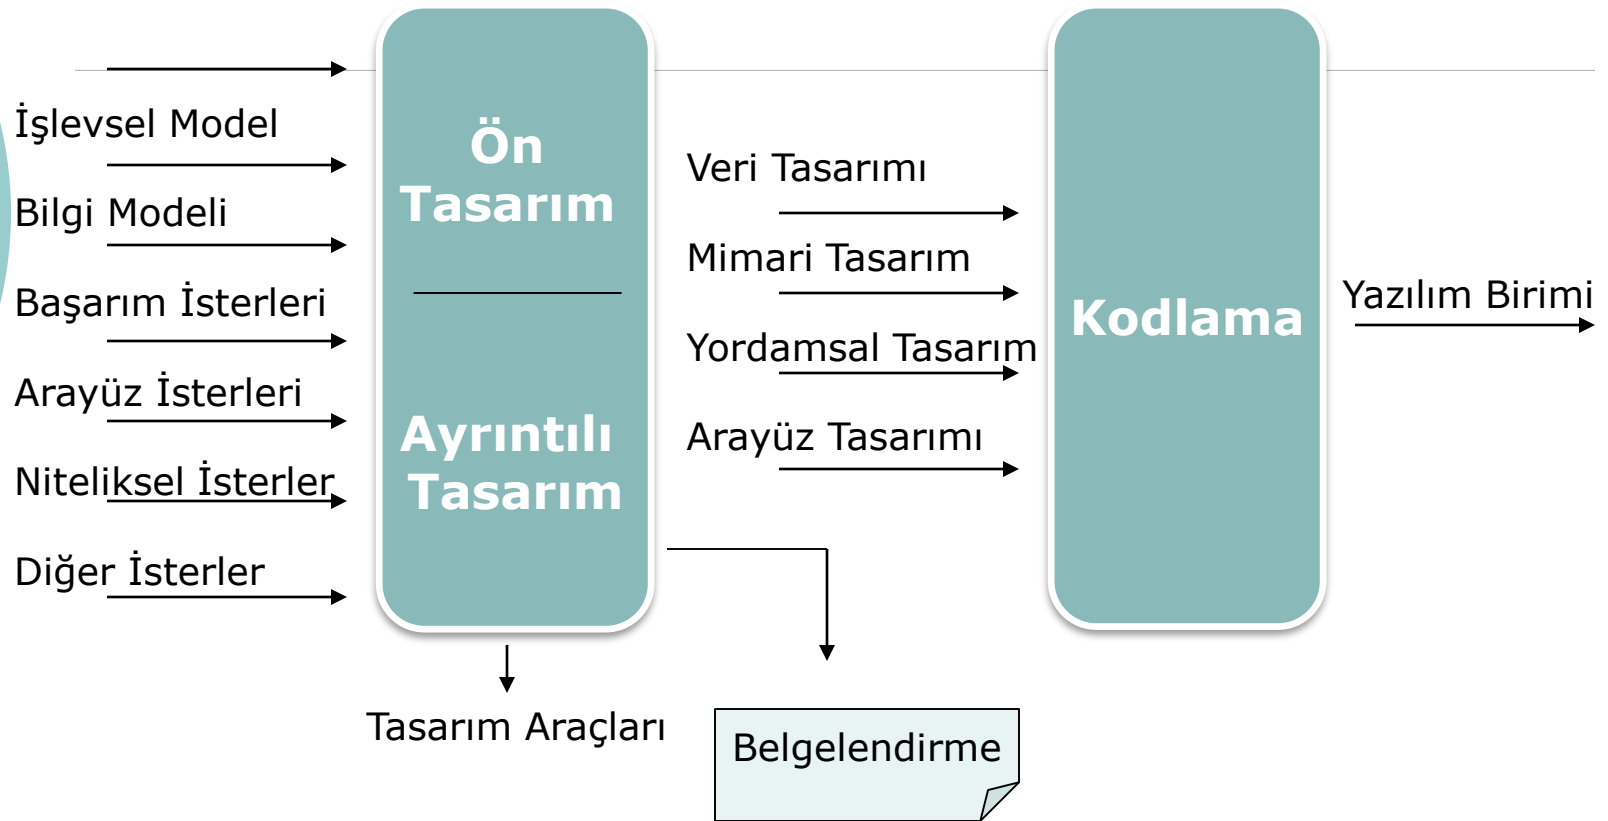 İşlevsel Model
Bilgi Modeli
Başarım İsterleri
Arayüz İsterleri
Niteliksel İsterler
Diğer İsterler
Ön
Tasarım
Ayrıntılı
Tasarım
Veri Tasarımı
Mimari Tasarım
Yordamsal Tasarım
Arayüz Tasarımı
Kodlama
Yazılım Birimi
Tasarım Araçları
Belgelendirme